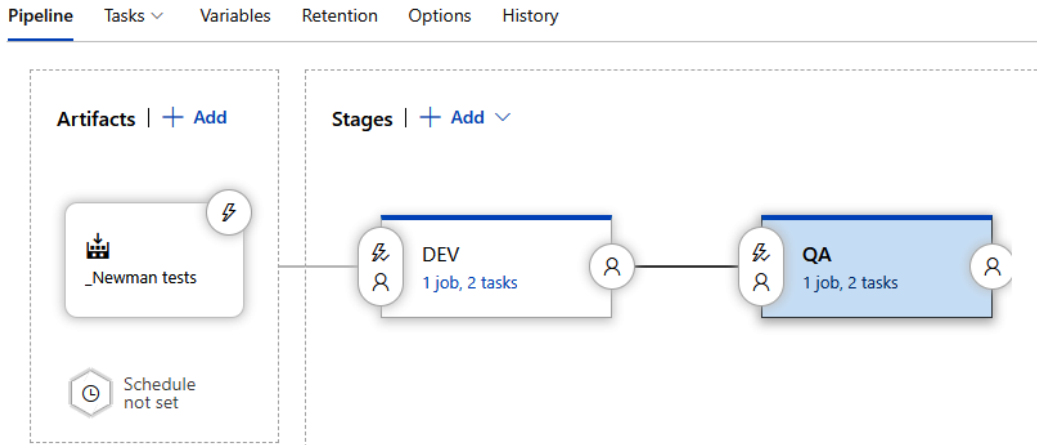 Pipeline Tasks Variables Retention Options History
Artifacts | + Add
Stages | + Add
_Newman tests
DEV
1 job, 2 tasks
QA
1 job, 2 tasks
Schedule
not set